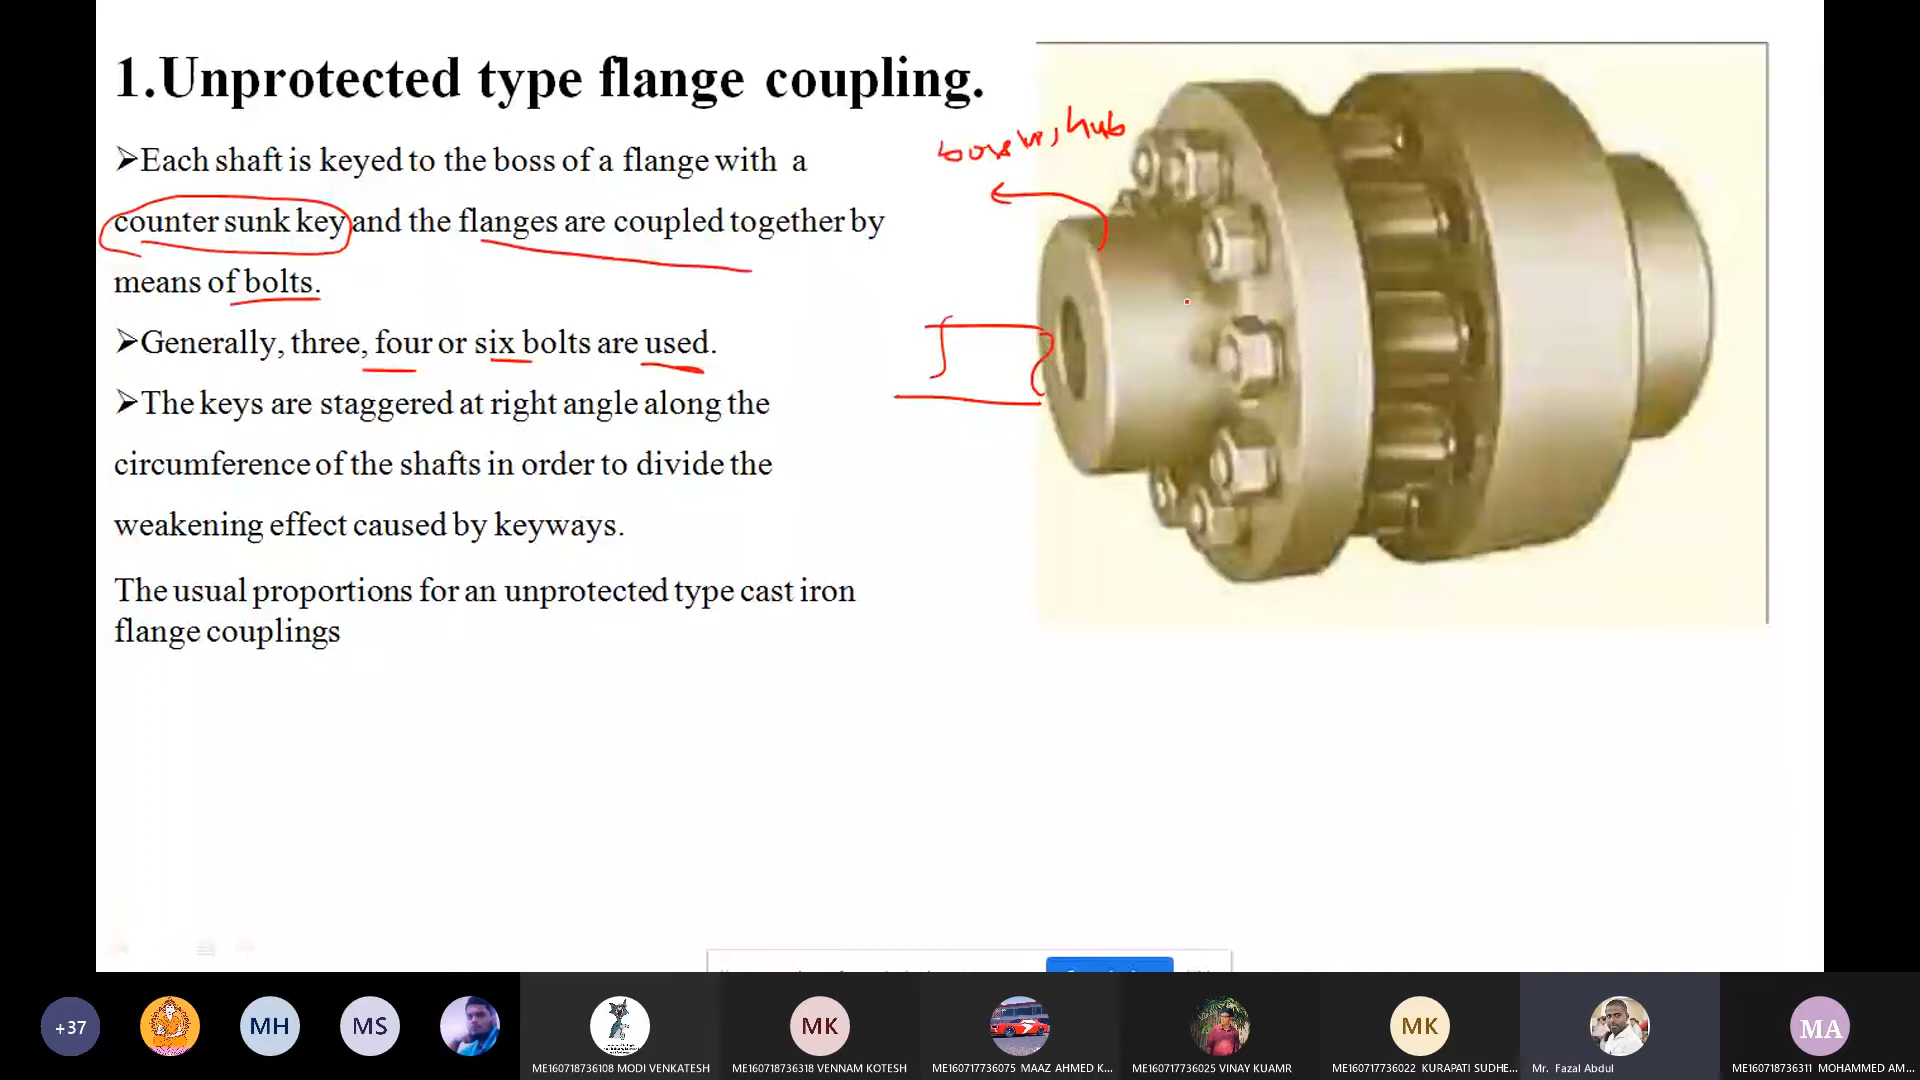 1.Unprotected type flange coupling.
➢Each shaft is keyed to the boss of a flange with a
counter sunk key and the flanges are coupled together by
means of bolts.
➢Generally, three, four or six bolts are used.
➢The keys are staggered at right angle along the
circumference of the shafts in order to divide the
weakening effect caused by keyways.
The usual proportions for an unprotected type cast iron
flange couplings
hub
+37
MH
MS
MK
MK
MA
ME160718736108 MODI VENKATESH
ME160718736318 VENNAM KOTESH
ME160717736075 MAAZ AHMED K...
ME160717736025 VINAY KUAMR
ME160717736022 KURAPATI SUDHE...
Mr. Fazal Abdul
ME160718736311 MOHAMMED AM...